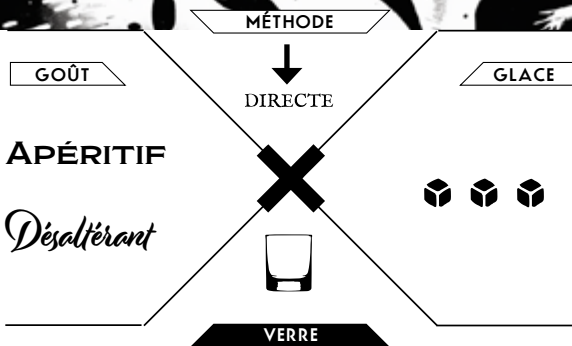 MÉTHODE
DIRECTE
GOÛT
APÉRITIF
Désaltérant
GLACE
VERRE